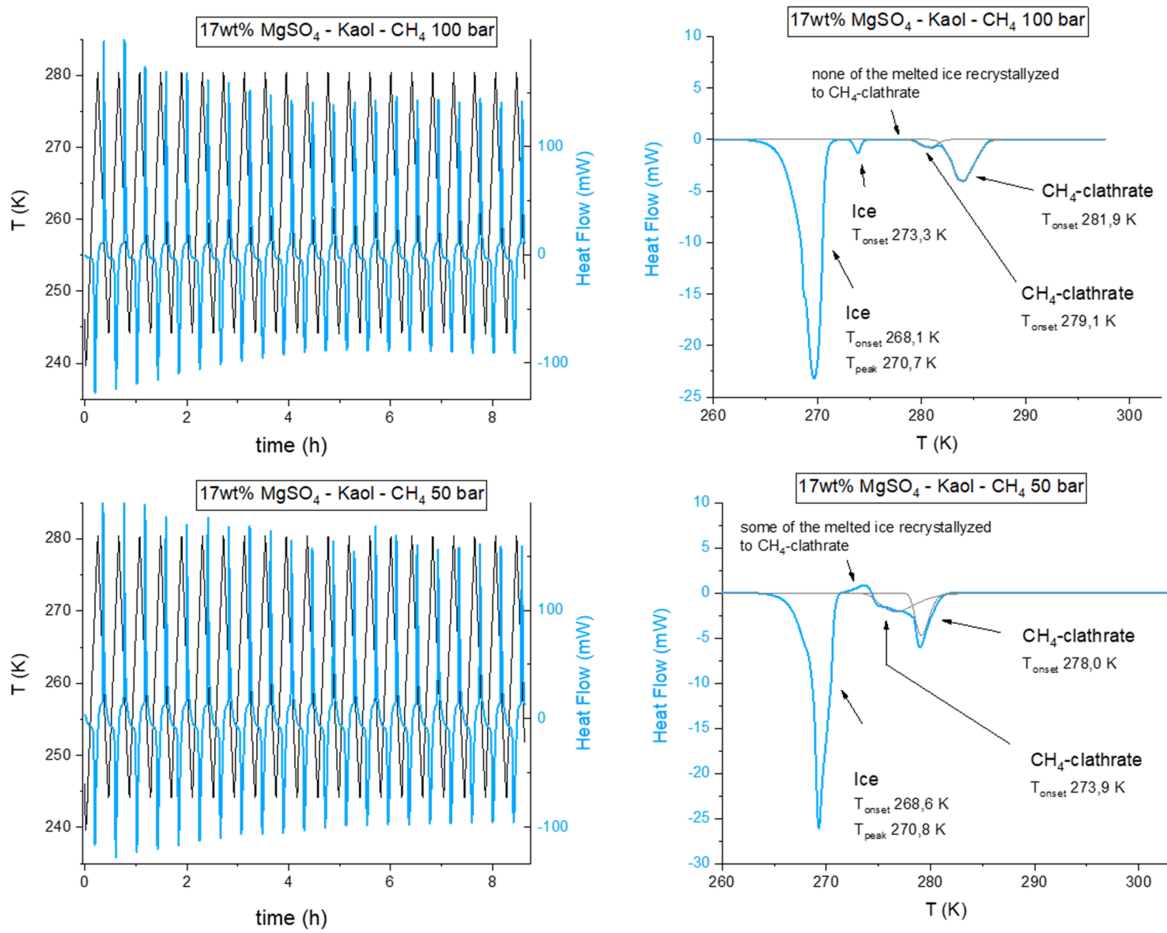 17wt% MgSO₄ - Kaol - CH₄ 100 bar
T (K)
280
270
260
250
240
100
0
-100
Heat Flow (mW)
0
2
4
6
8
time (h)
17wt% MgSO₄ - Kaol - CH₄ 100 bar
Heat Flow (mW)
10
5
0
-5
-10
-15
-20
-25
none of the melted ice recrystallyzed
to CH₄-clathrate
Ice
Tonset 273,3 K
CH₄-clathrate
Tonset 281,9 K
CH₄-clathrate
Tonset 279,1 K
Ice
Tonset 268,1 K
Tpeak 270,7 K
260
270
280
290
300
T (K)
17wt% MgSO₄ - Kaol - CH₄ 50 bar
T (K)
280
270
260
250
240
100
0
-100
Heat Flow (mW)
0
2
4
6
8
time (h)
17wt% MgSO₄ - Kaol - CH₄ 50 bar
Heat Flow (mW)
10
5
0
-5
-10
-15
-20
-25
-30
some of the melted ice recrystallyzed
to CH₄-clathrate
CH₄-clathrate
Tonset 278,0 K
CH₄-clathrate
Tonset 273,9 K
Ice
Tonset 268,6 K
Tpeak 270,8 K
260
270
280
290
300
T (K)